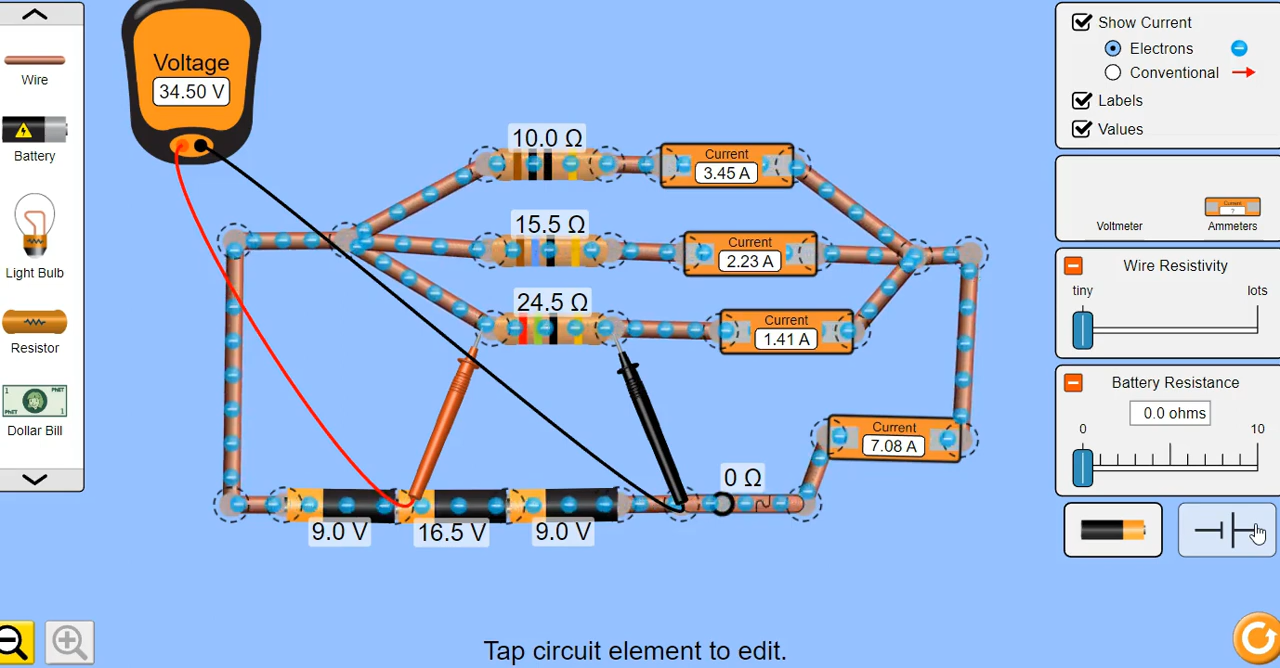 Wire
Battery
Light Bulb
Resistor
Dollar Bill
Voltage
34.50 V
10.0 Ω
Current
3.45 A
15.5 Ω
Current
2.23 A
24.5 Ω
Current
1.41 A
Current
7.08 A
0 Ω
9.0 V
16.5 V
9.0 V
Tap circuit element to edit.
Show Current
Electrons
Conventional
Labels
Values
Voltmeter
Current
?
Ammeters
Wire Resistivity
tiny
lots
Battery Resistance
0.0 ohms
0
10